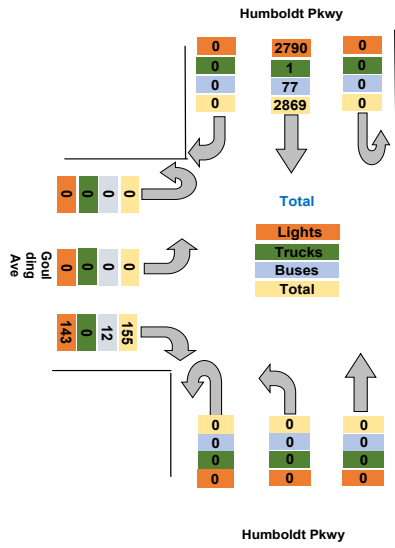 Humboldt Pkwy
0 2790 0
0 1 0
0 77 0
0 2869 0
0 0 0 0
Total
Goul
ding
Ave
0 0 0 0
Lights
Trucks
Buses
Total
143 0 12 155
0 0 0
0 0 0
0 0 0
0 0 0
Humboldt Pkwy